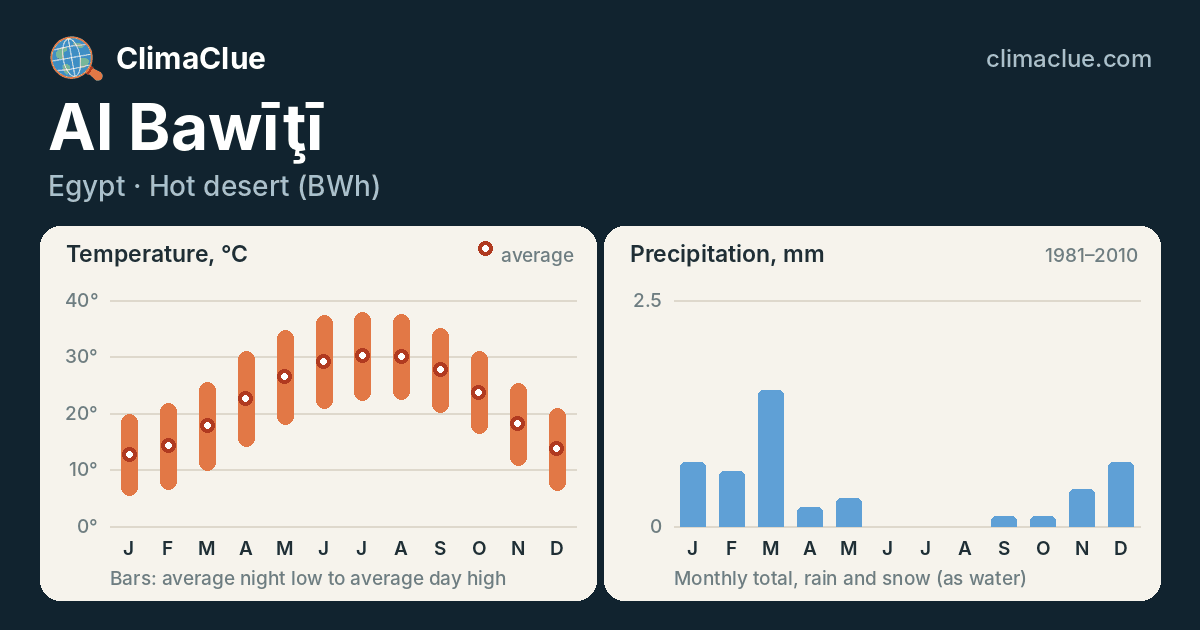 ClimaClue
climaclue.com
Al Bawīţī
Egypt · Hot desert (BWh)
Temperature, °C
average
40°
30°
20°
10°
0°
J F M A M J J A S O N D
Bars: average night low to average day high
Precipitation, mm
1981–2010
2.5
0
J F M A M J J A S O N D
Monthly total, rain and snow (as water)